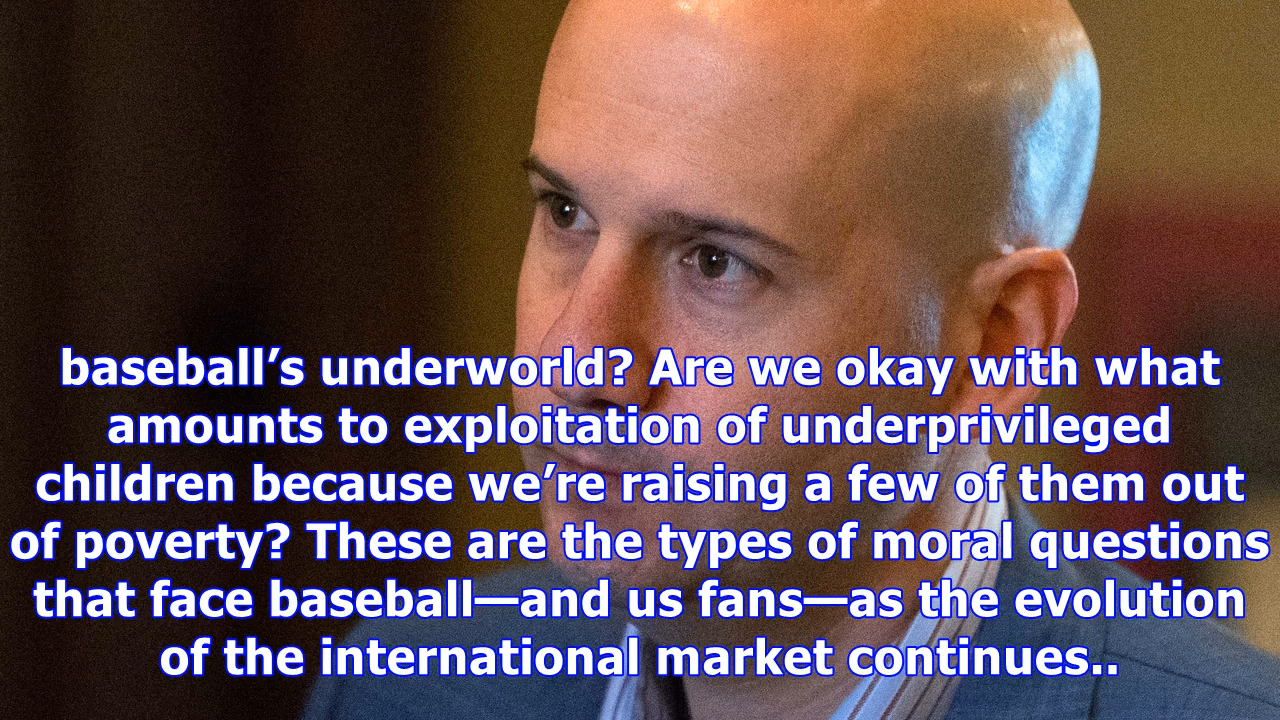 baseball’s underworld? Are we okay with what
amounts to exploitation of underprivileged
children because we’re raising a few of them out
of poverty? These are the types of moral questions
that face baseball—and us fans—as the evolution
of the international market continues..